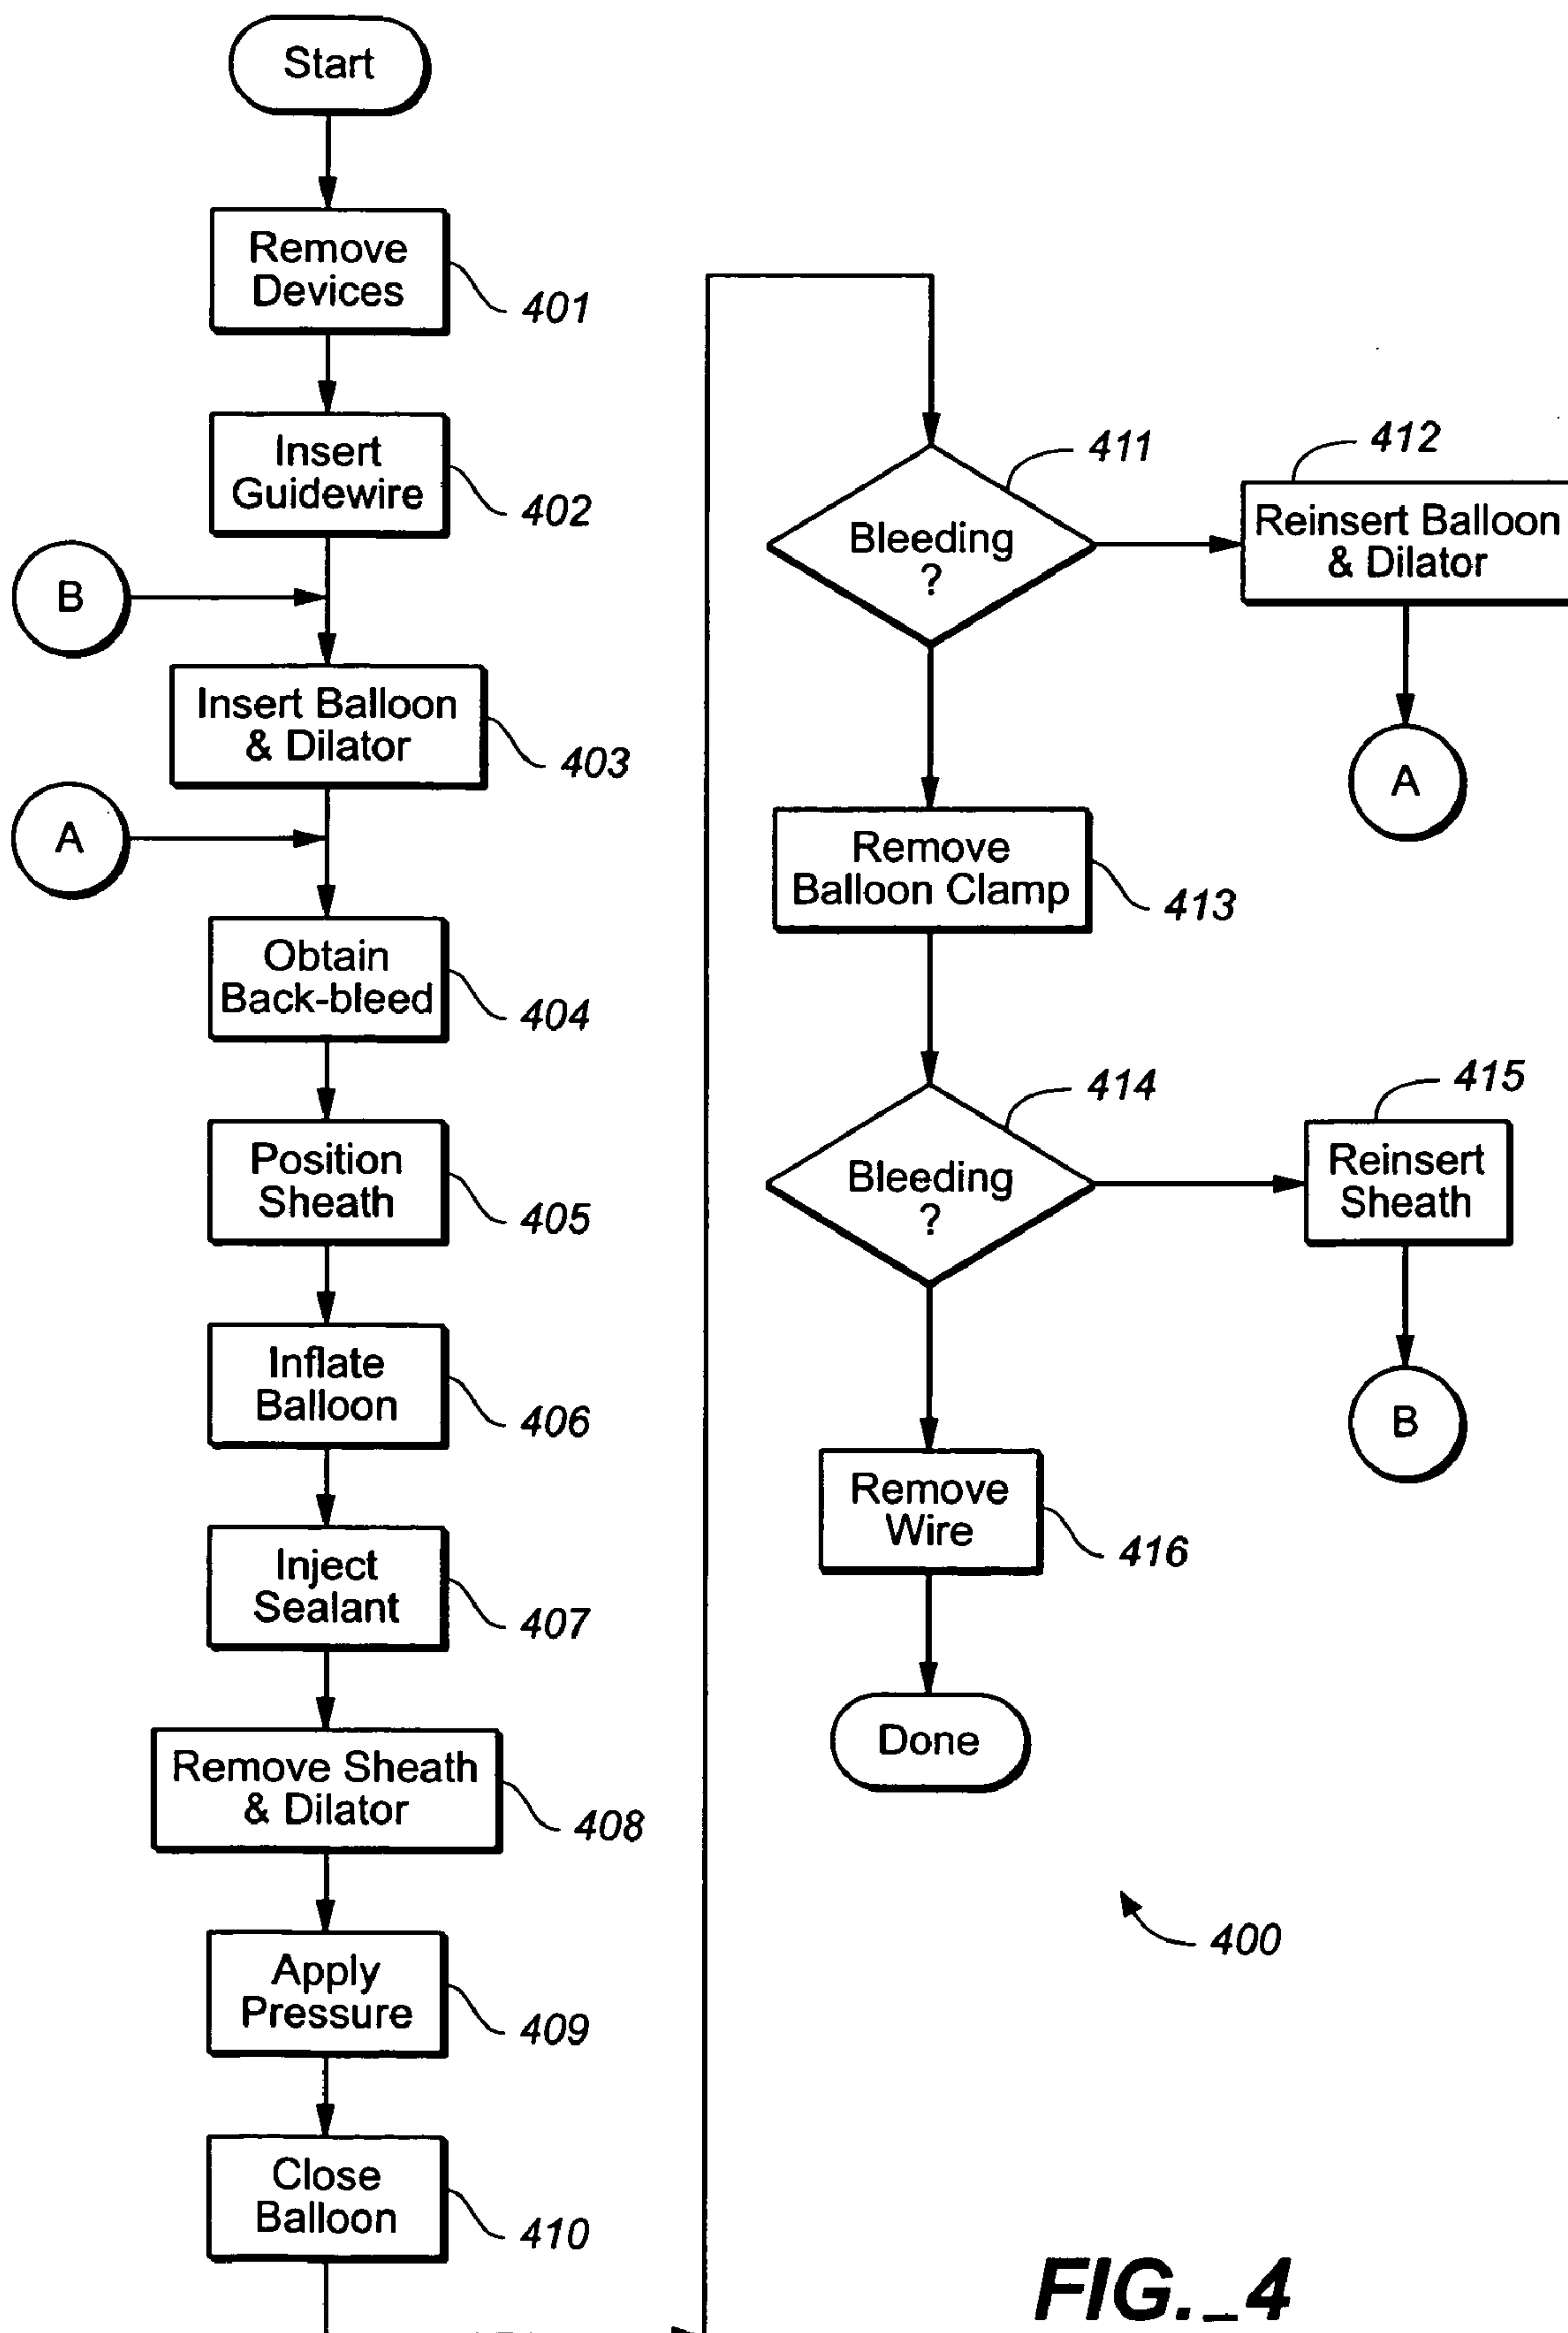 Start
Remove
Devices
401
Insert
Guidewire
402
B
Insert Balloon
& Dilator
403
A
Obtain
Back-bleed
404
Position
Sheath
405
Inflate
Balloon
406
Inject
Sealant
407
Remove Sheath
& Dilator
408
Apply
Pressure
409
Close
Balloon
410
Bleeding
?
411
412
Reinsert Balloon
& Dilator
A
Remove
Balloon Clamp
413
Bleeding
?
414
415
Reinsert
Sheath
B
Remove
Wire
416
Done
400
FIG._4